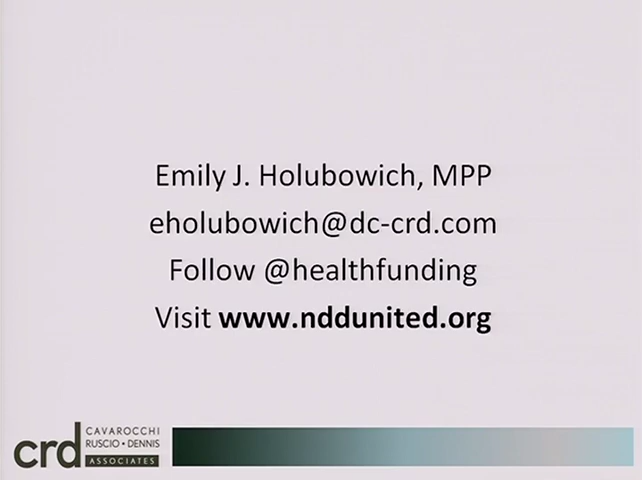 Emily J. Holubowich, MPP
eholubowich@dc-crd.com
Follow @healthfunding
Visit www.nddunited.org
crd
CAVAROCCHI
RUSCIO • DENNIS
ASSOCIATES